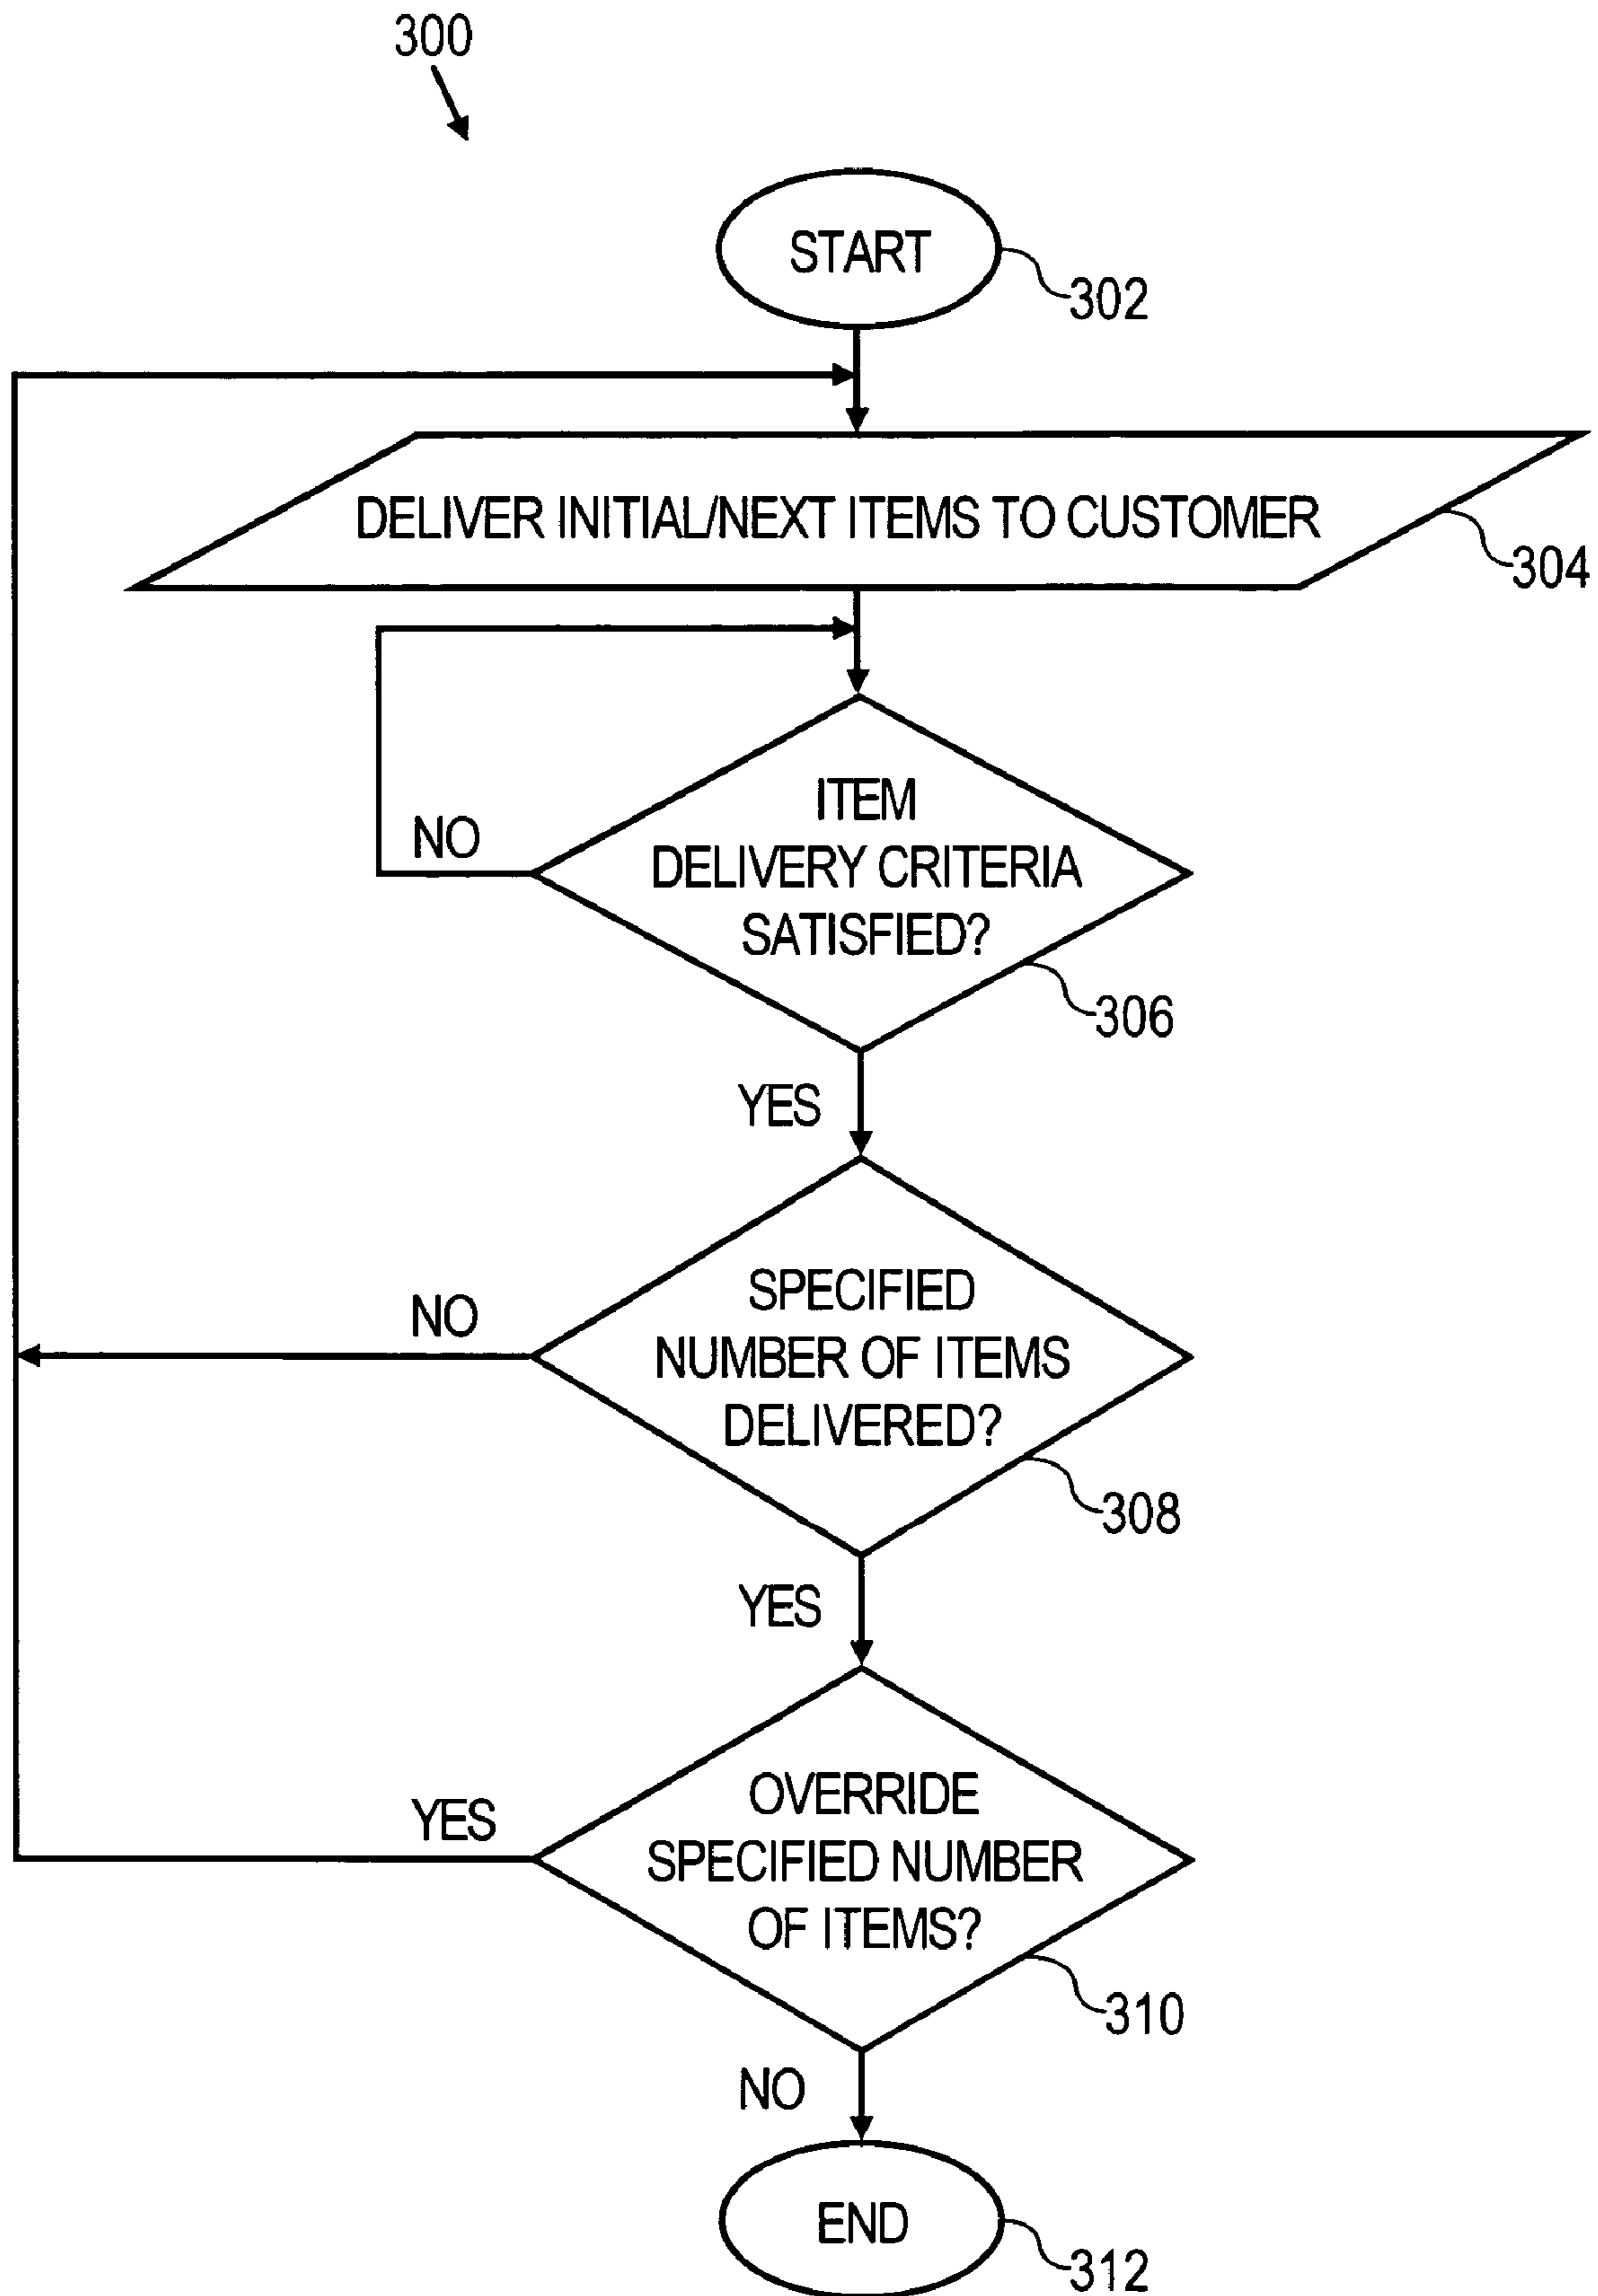 300
START
302
DELIVER INITIAL/NEXT ITEMS TO CUSTOMER
304
ITEM
DELIVERY CRITERIA
SATISFIED?
NO
306
YES
SPECIFIED
NUMBER OF ITEMS
DELIVERED?
NO
308
YES
OVERRIDE
SPECIFIED NUMBER
OF ITEMS?
YES
310
NO
END
312